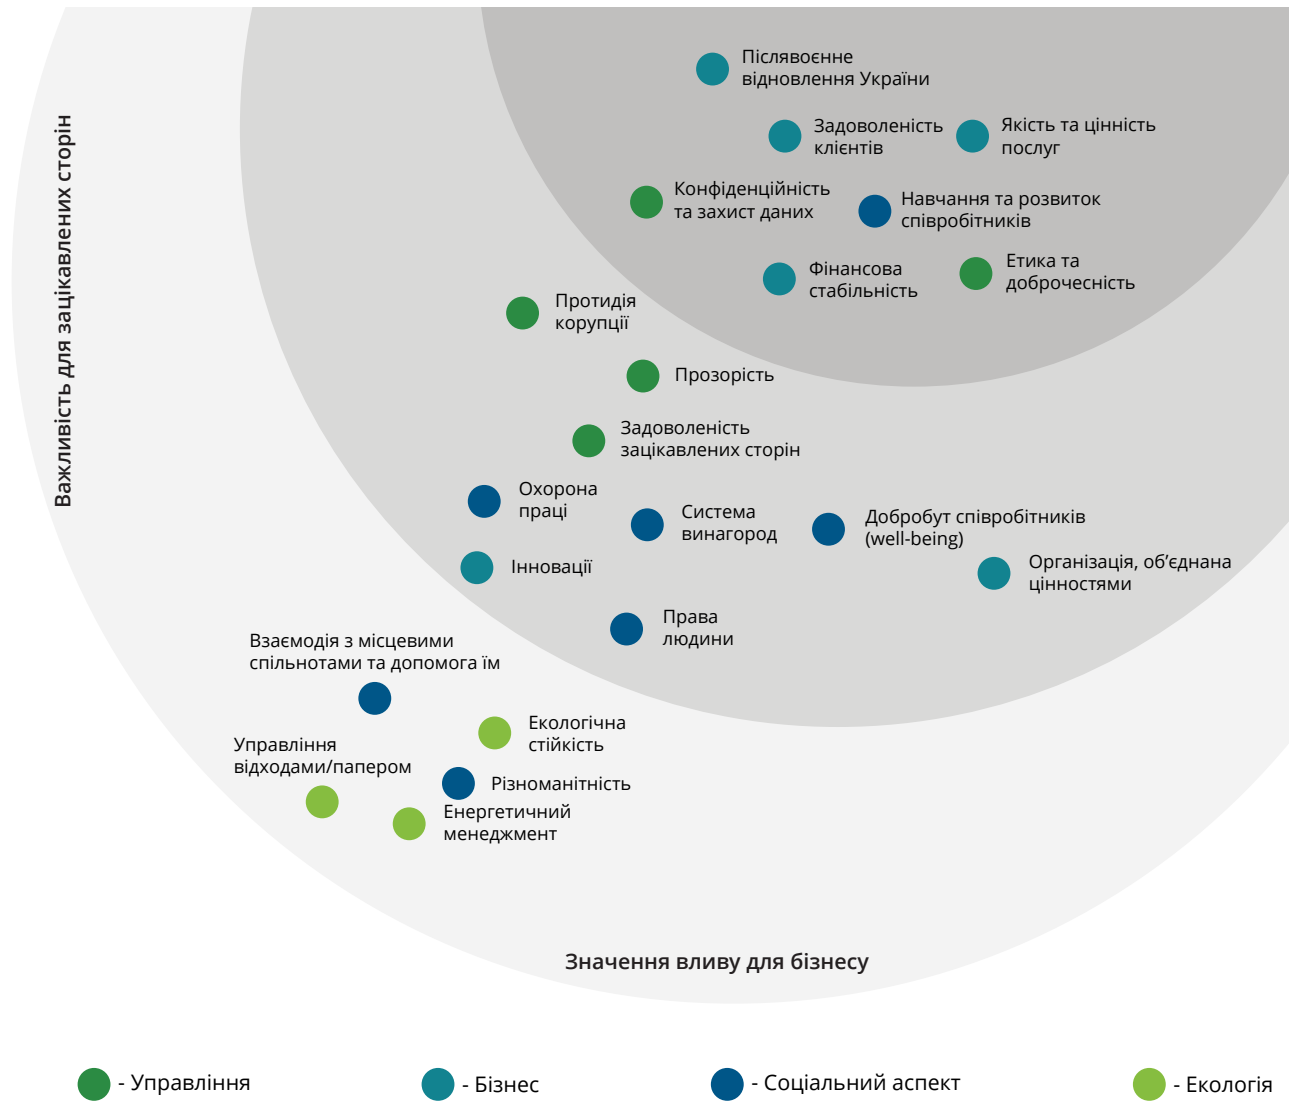 Важливість для зацікавлених сторін
Післявоєнне
відновлення України
Задоволеність
клієнтів
Якість та цінність
послуг
Конфіденційність
та захист даних
Навчання та розвиток
співробітників
Фінансова
стабільність
Етика та
доброчесність
Протидія
корупції
Прозорість
Задоволеність
зацікавлених сторін
Охорона
праці
Система
винагород
Добробут співробітників
(well-being)
Інновації
Організація, об’єднана
цінностями
Права
людини
Взаємодія з місцевими
спільнотами та допомога їм
Екологічна
стійкість
Управління
відходами/папером
Різноманітність
Енергетичний
менеджмент
Значення вливу для бізнесу
- Управління
- Бізнес
- Соціальний аспект
- Екологія